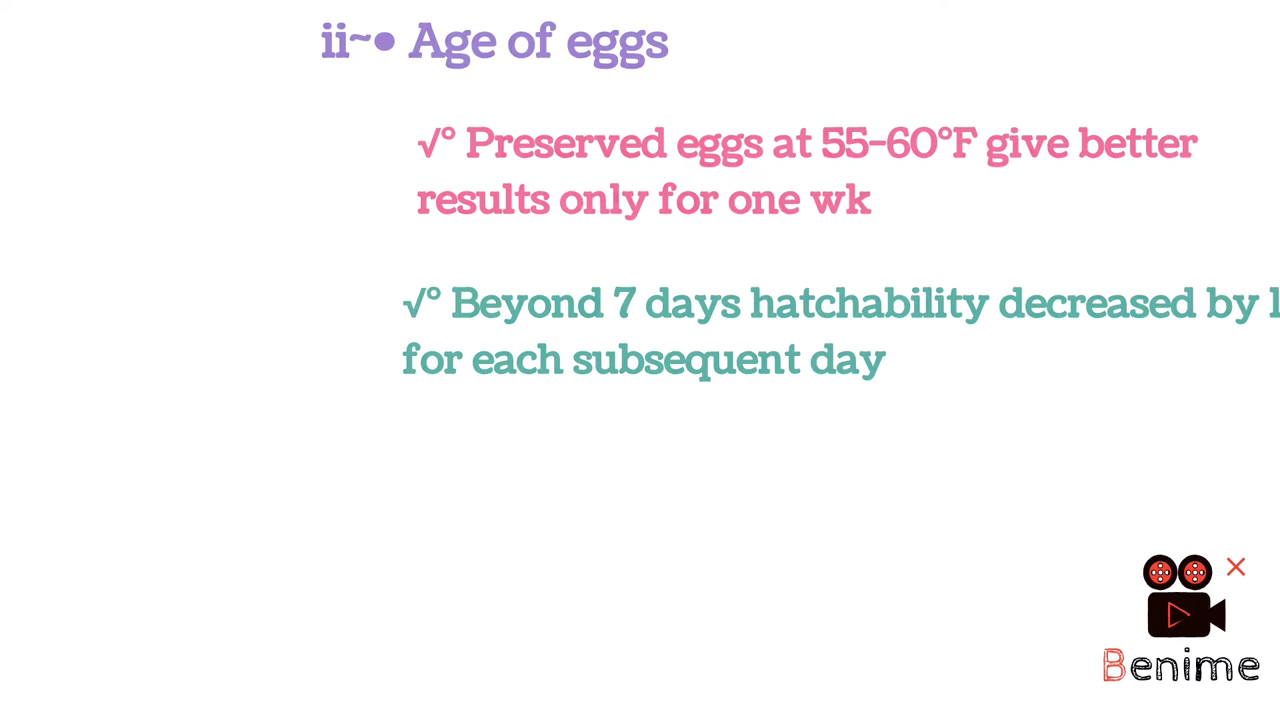 ii~• Age of eggs
√° Preserved eggs at 55-60°F give better
results only for one wk
√° Beyond 7 days hatchability decreased by
for each subsequent day
Benime